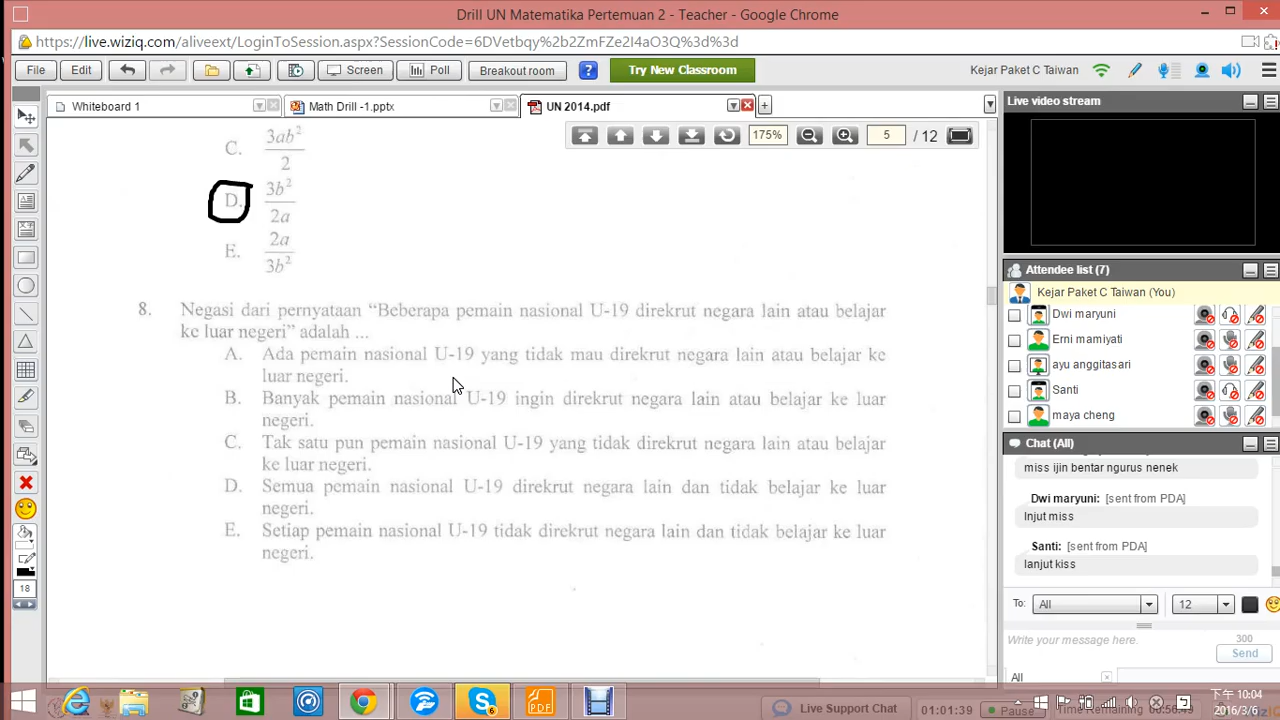 Drill UN Matematika Pertemuan 2 - Teacher - Google Chrome
https://live.wiziq.com/aliveext/LoginToSession.aspx?SessionCode=6DVetbqy%2b2ZmFZe2I4aO3Q%3d%3d
File Edit Screen Poll Breakout room ? Try New Classroom Kejar Paket C Taiwan
Whiteboard 1 Math Drill -1.pptx UN 2014.pdf
175% 5 / 12
C. 3ab²
2
D. 3b²
2a
E. 2a
3b²
8. Negasi dari pernyataan “Beberapa pemain nasional U-19 direkrut negara lain atau belajar
ke luar negeri” adalah ...
A. Ada pemain nasional U-19 yang tidak mau direkrut negara lain atau belajar ke
luar negeri.
B. Banyak pemain nasional U-19 ingin direkrut negara lain atau belajar ke luar
negeri.
C. Tak satu pun pemain nasional U-19 yang tidak direkrut negara lain atau belajar
ke luar negeri.
D. Semua pemain nasional U-19 direkrut negara lain dan tidak belajar ke luar
negeri.
E. Setiap pemain nasional U-19 tidak direkrut negara lain dan tidak belajar ke luar
negeri.
18
Live video stream
Attendee list (7)
Kejar Paket C Taiwan (You)
Dwi maryuni
Erni mamiyati
ayu anggitasari
Santi
maya cheng
Chat (All)
miss ijin bentar ngurus nenek
Dwi maryuni: [sent from PDA]
lnjut miss
Santi: [sent from PDA]
lanjut kiss
To: All 12
Write your message here. 300
Send
All
Live Support Chat
01:01:39 Pause Time Remaining
下午 10:04
2016/3/6